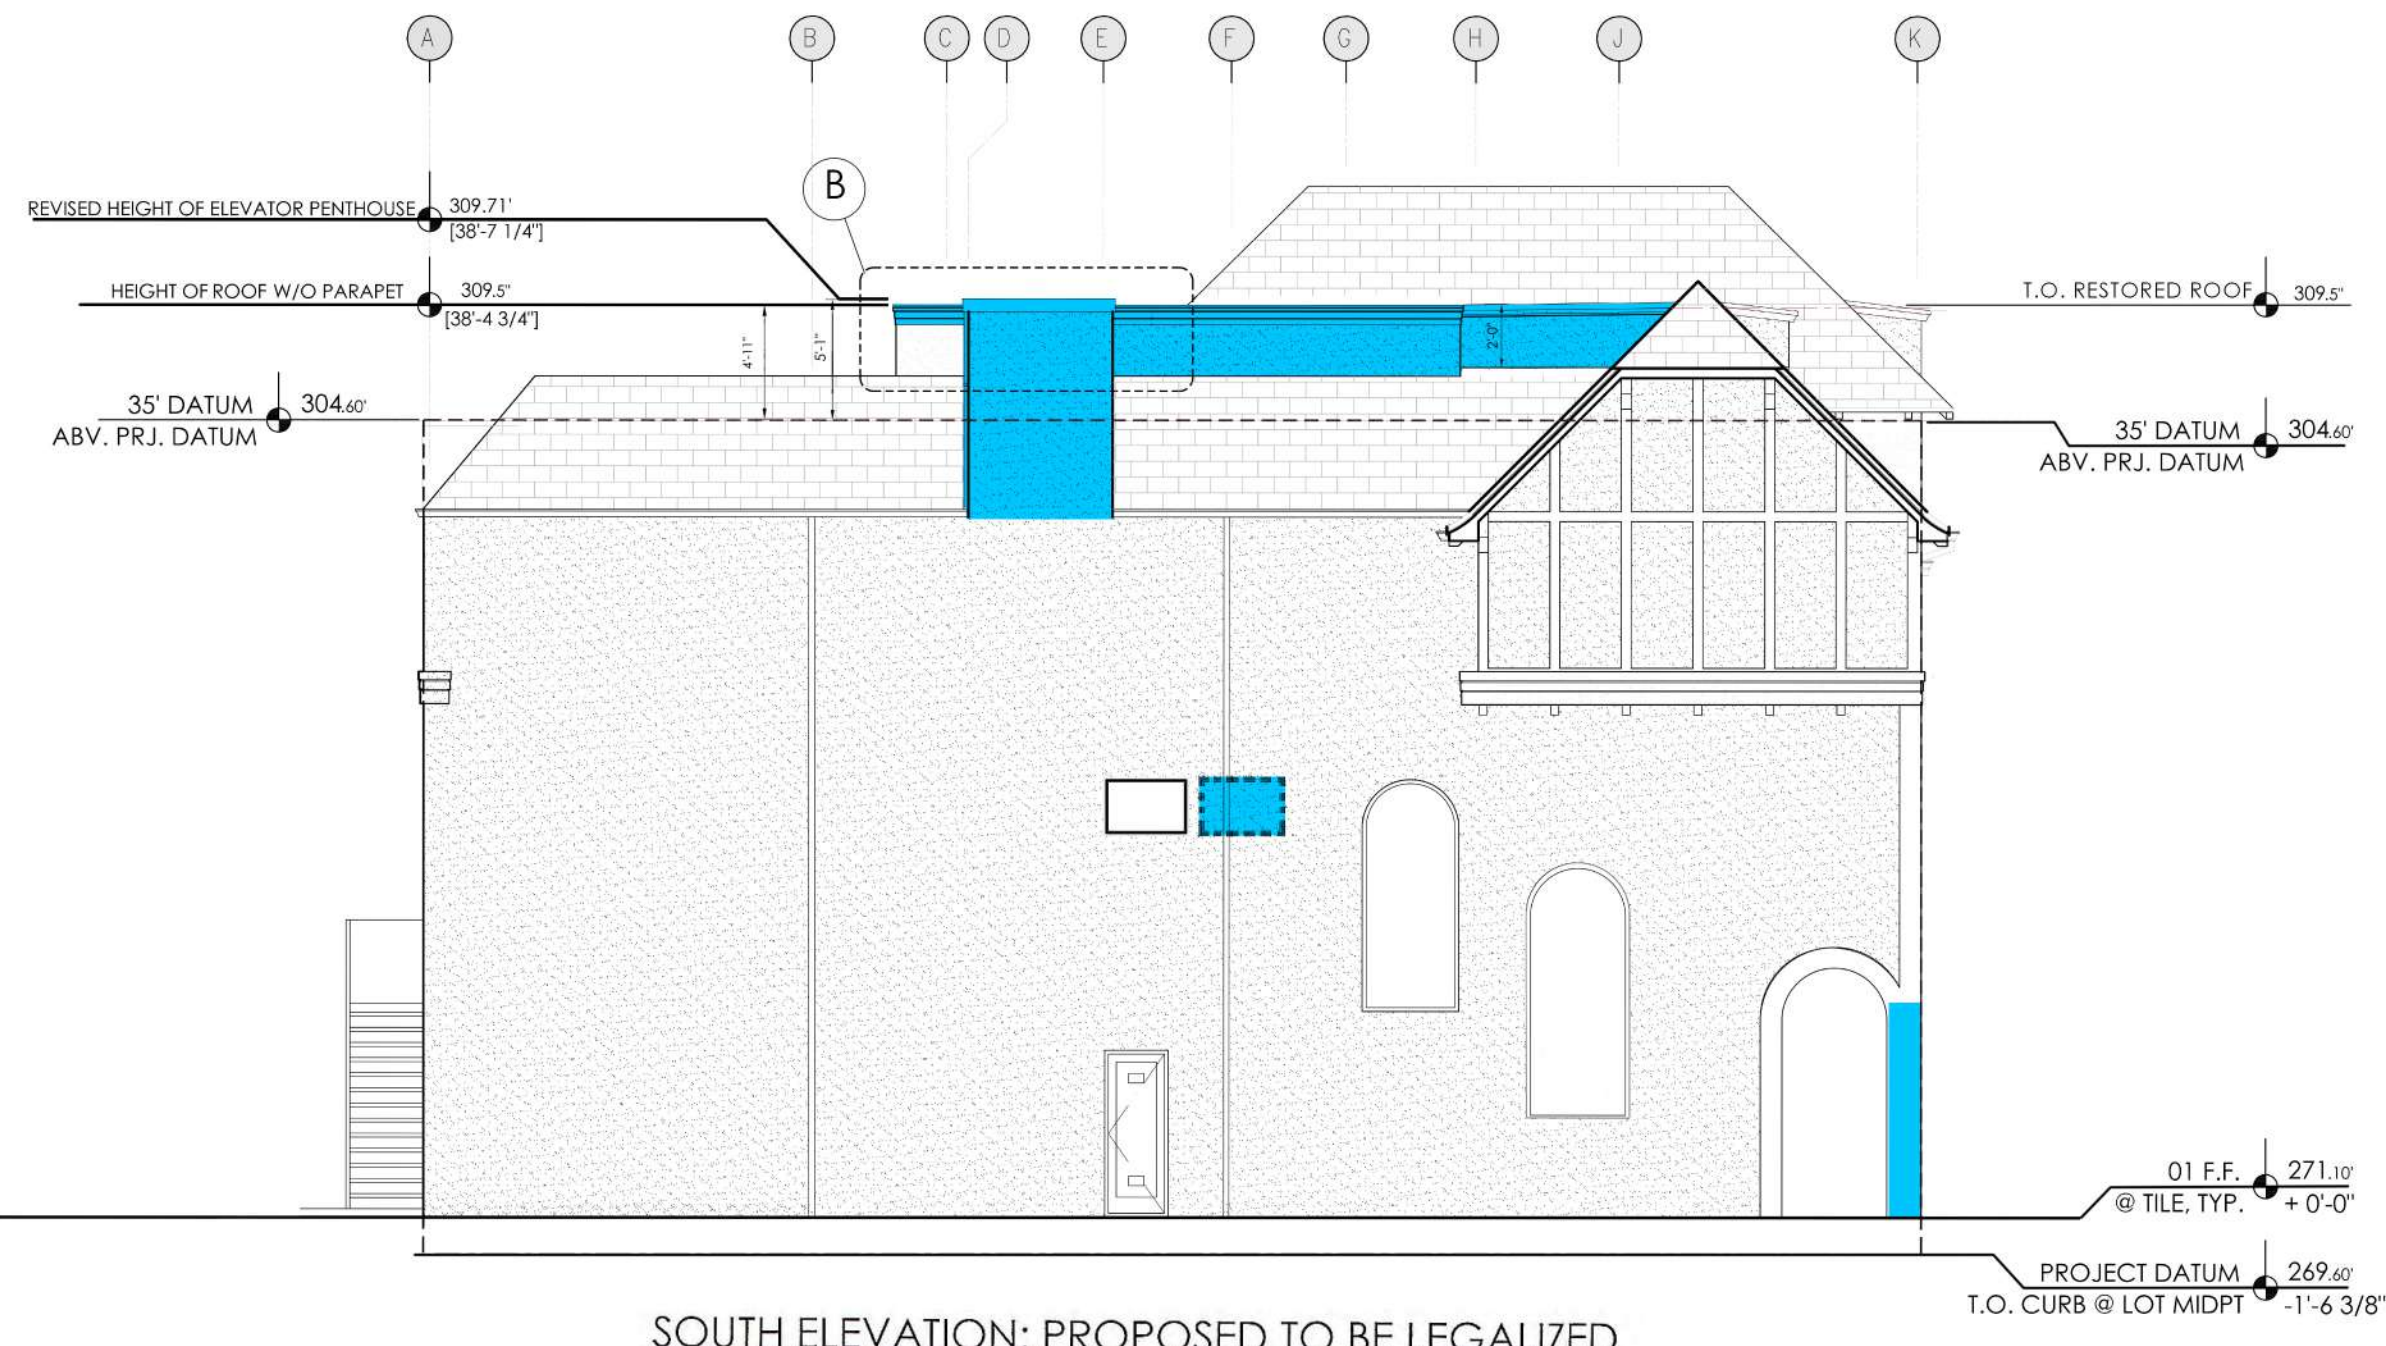 A B C D E F G H J K
B
REVISED HEIGHT OF ELEVATOR PENTHOUSE 309.71'
[38'-7 1/4"]
HEIGHT OF ROOF W/O PARAPET 309.5"
[38'-4 3/4"]
T.O. RESTORED ROOF 309.5"
4'-11"
5'-1"
2'-0"
35' DATUM 304.60'
ABV. PRJ. DATUM
35' DATUM 304.60'
ABV. PRJ. DATUM
01 F.F. 271.10'
@ TILE, TYP. + 0'-0"
PROJECT DATUM 269.60'
T.O. CURB @ LOT MIDPT -1'-6 3/8"
SOUTH ELEVATION: PROPOSED TO BE LEGALIZED